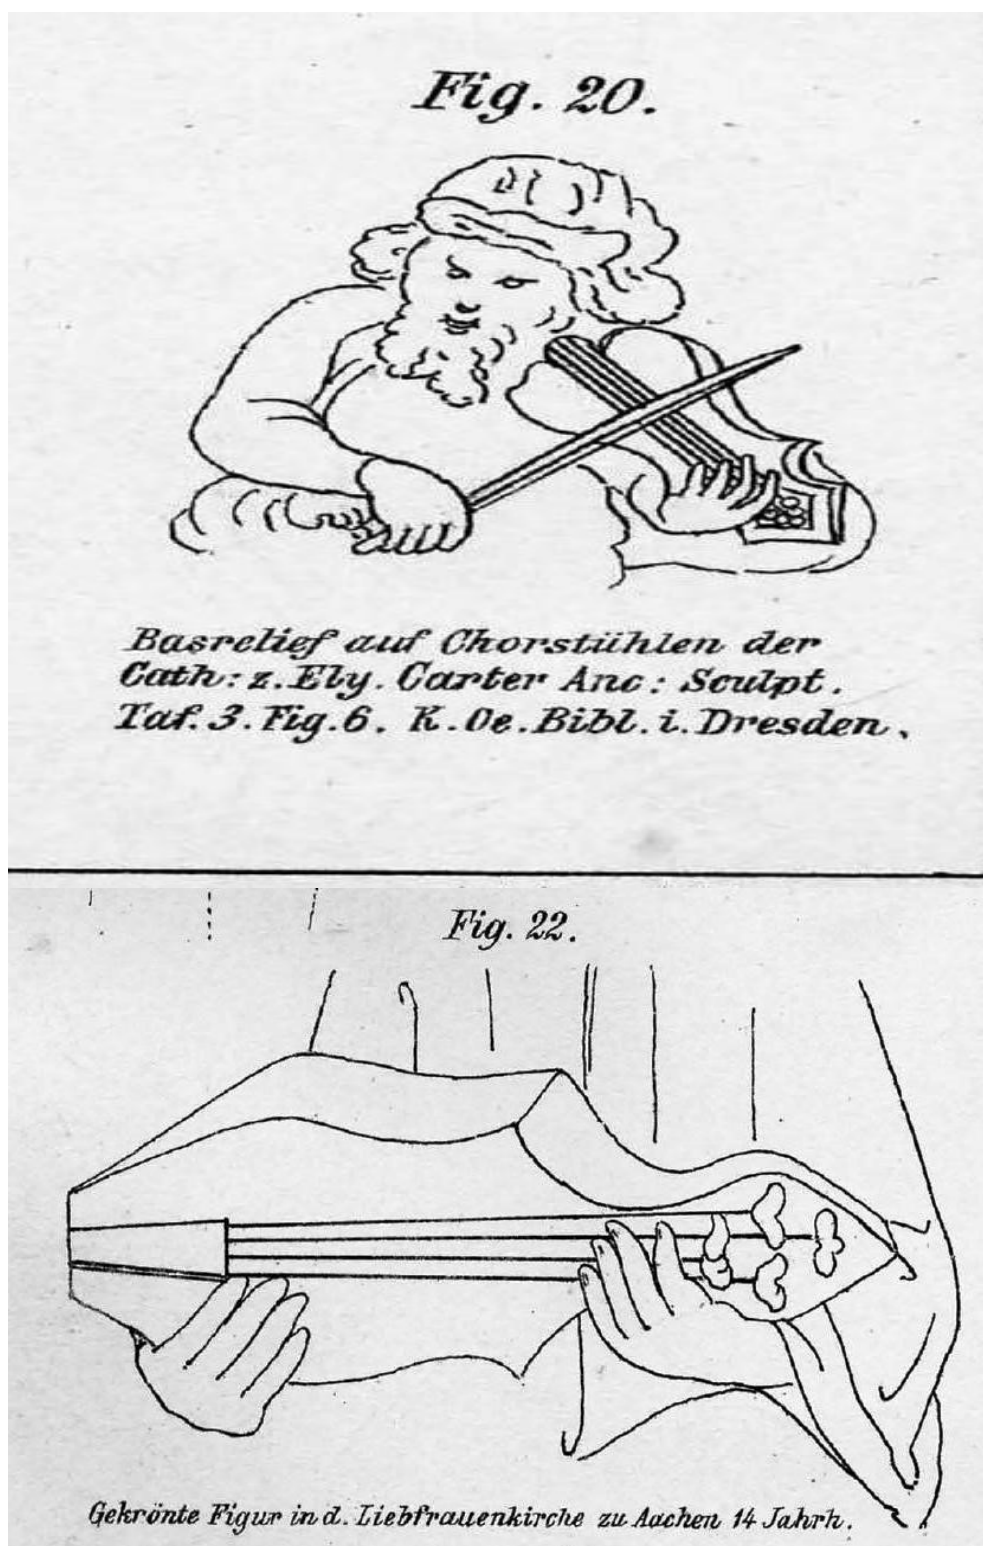 Fig. 20.
Basrelief auf Chorstühlen der
Cath: z. Ely. Carter Anc: Sculpt.
Taf. 3. Fig. 6. K. Oe. Bibl. i. Dresden.
Fig. 22.
Gekrönte Figur in d. Liebfrauenkirche zu Aachen 14 Jahrh.